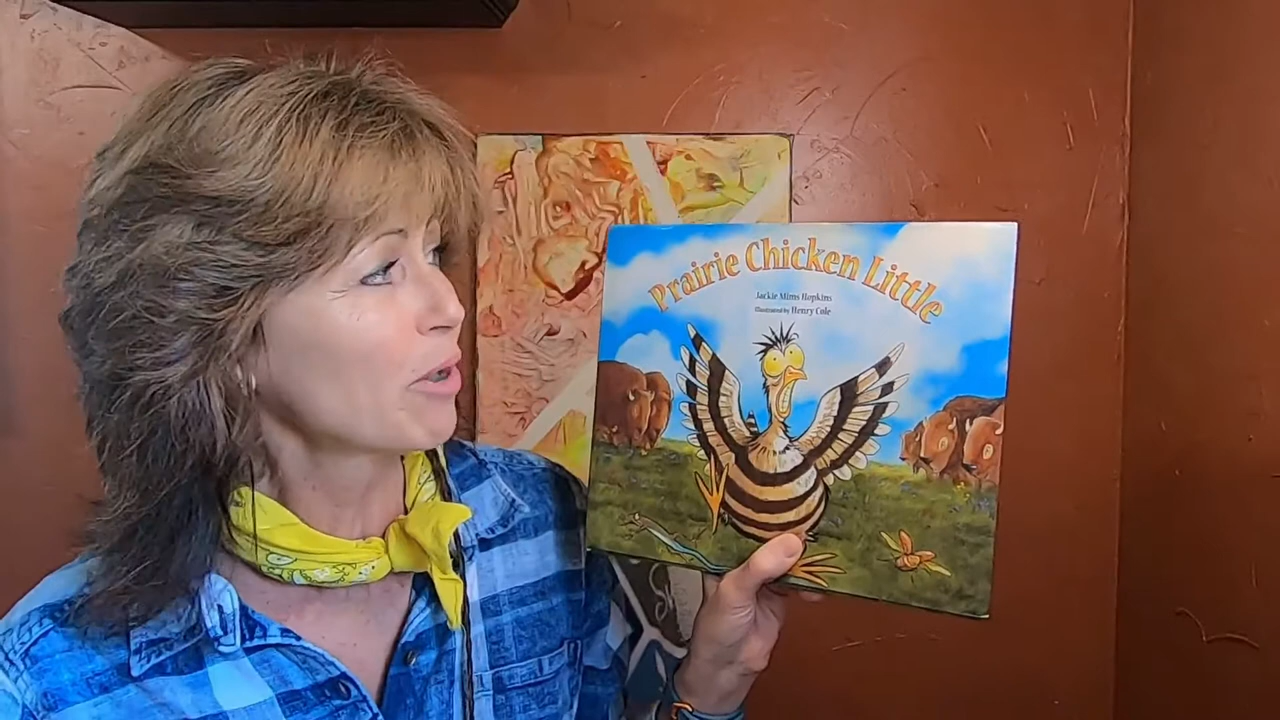 Prairie Chicken Little
Jackie Mims Hopkins
Illustrated by Henry Cole